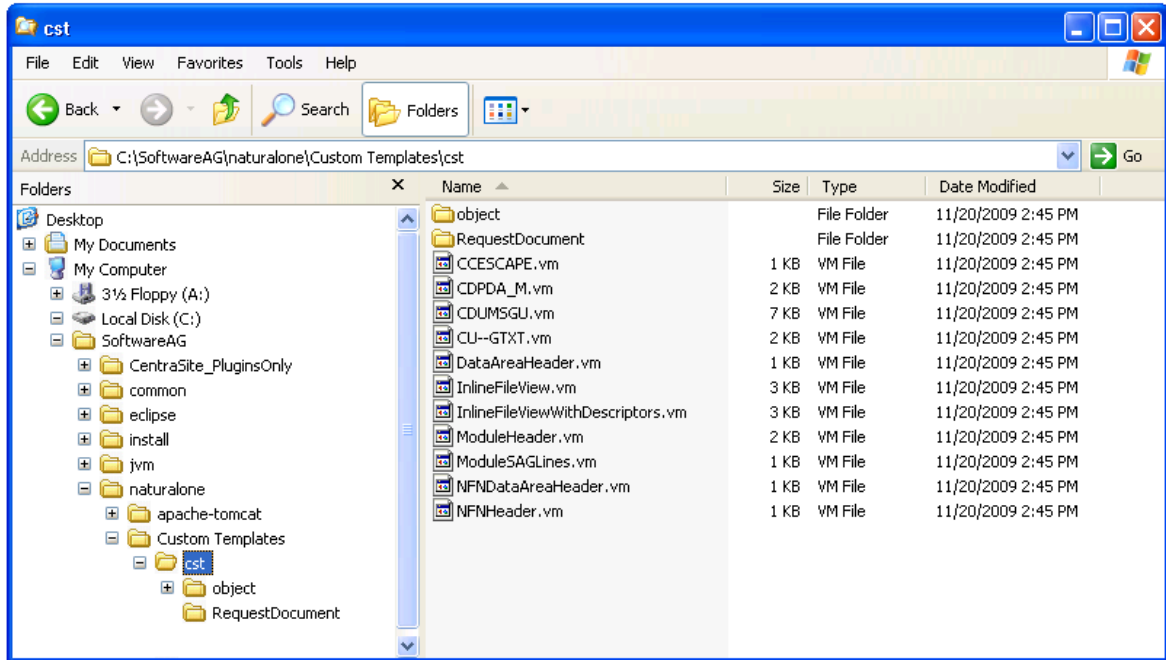 cst
File Edit View Favorites Tools Help
Back Search Folders
Address C:\SoftwareAG\naturalone\Custom Templates\cst Go
Folders Name Size Type Date Modified
Desktop
My Documents
My Computer
3½ Floppy (A:)
Local Disk (C:)
SoftwareAG
CentraSite_PluginsOnly
common
eclipse
install
jvm
naturalone
apache-tomcat
Custom Templates
cst
object
RequestDocument
object File Folder 11/20/2009 2:45 PM
RequestDocument File Folder 11/20/2009 2:45 PM
CCESCAPE.vm 1 KB VM File 11/20/2009 2:45 PM
CDPDA_M.vm 2 KB VM File 11/20/2009 2:45 PM
CDUMSGU.vm 7 KB VM File 11/20/2009 2:45 PM
CU--GTXT.vm 2 KB VM File 11/20/2009 2:45 PM
DataAreaHeader.vm 1 KB VM File 11/20/2009 2:45 PM
InlineFileView.vm 3 KB VM File 11/20/2009 2:45 PM
InlineFileViewWithDescriptors.vm 3 KB VM File 11/20/2009 2:45 PM
ModuleHeader.vm 2 KB VM File 11/20/2009 2:45 PM
ModuleSAGLines.vm 1 KB VM File 11/20/2009 2:45 PM
NFNDataAreaHeader.vm 1 KB VM File 11/20/2009 2:45 PM
NFNHeader.vm 1 KB VM File 11/20/2009 2:45 PM